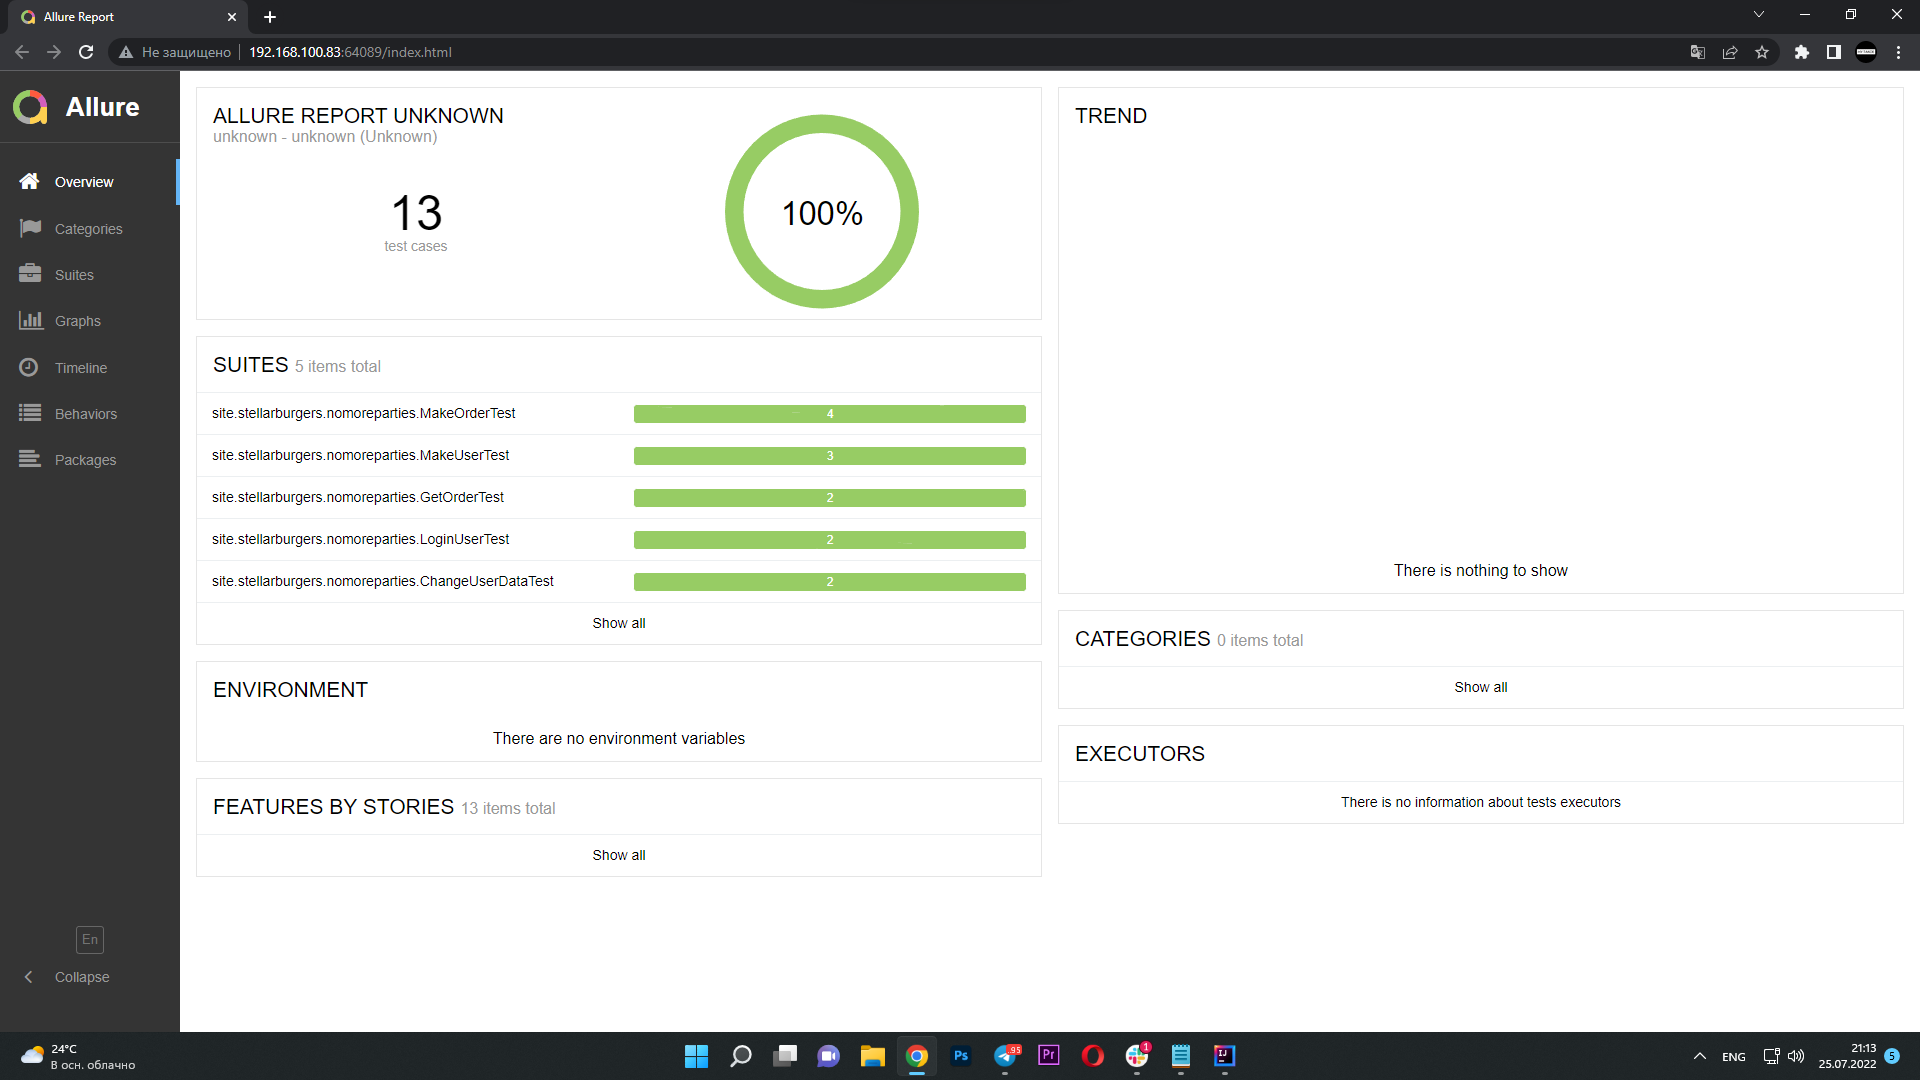 Allure Report
Не защищено
192.168.100.83:64089/index.html
Allure
Overview
Categories
Suites
Graphs
Timeline
Behaviors
Packages
En
Collapse
ALLURE REPORT UNKNOWN
unknown - unknown (Unknown)
13
test cases
100%
SUITES 5 items total
site.stellarburgers.nomoreparties.MakeOrderTest 4
site.stellarburgers.nomoreparties.MakeUserTest 3
site.stellarburgers.nomoreparties.GetOrderTest 2
site.stellarburgers.nomoreparties.LoginUserTest 2
site.stellarburgers.nomoreparties.ChangeUserDataTest 2
Show all
ENVIRONMENT
There are no environment variables
FEATURES BY STORIES 13 items total
Show all
TREND
There is nothing to show
CATEGORIES 0 items total
Show all
EXECUTORS
There is no information about tests executors
24°C
В осн. облачно
Ps
95
Pr
1
IJ
ENG
21:13
25.07.2022
5